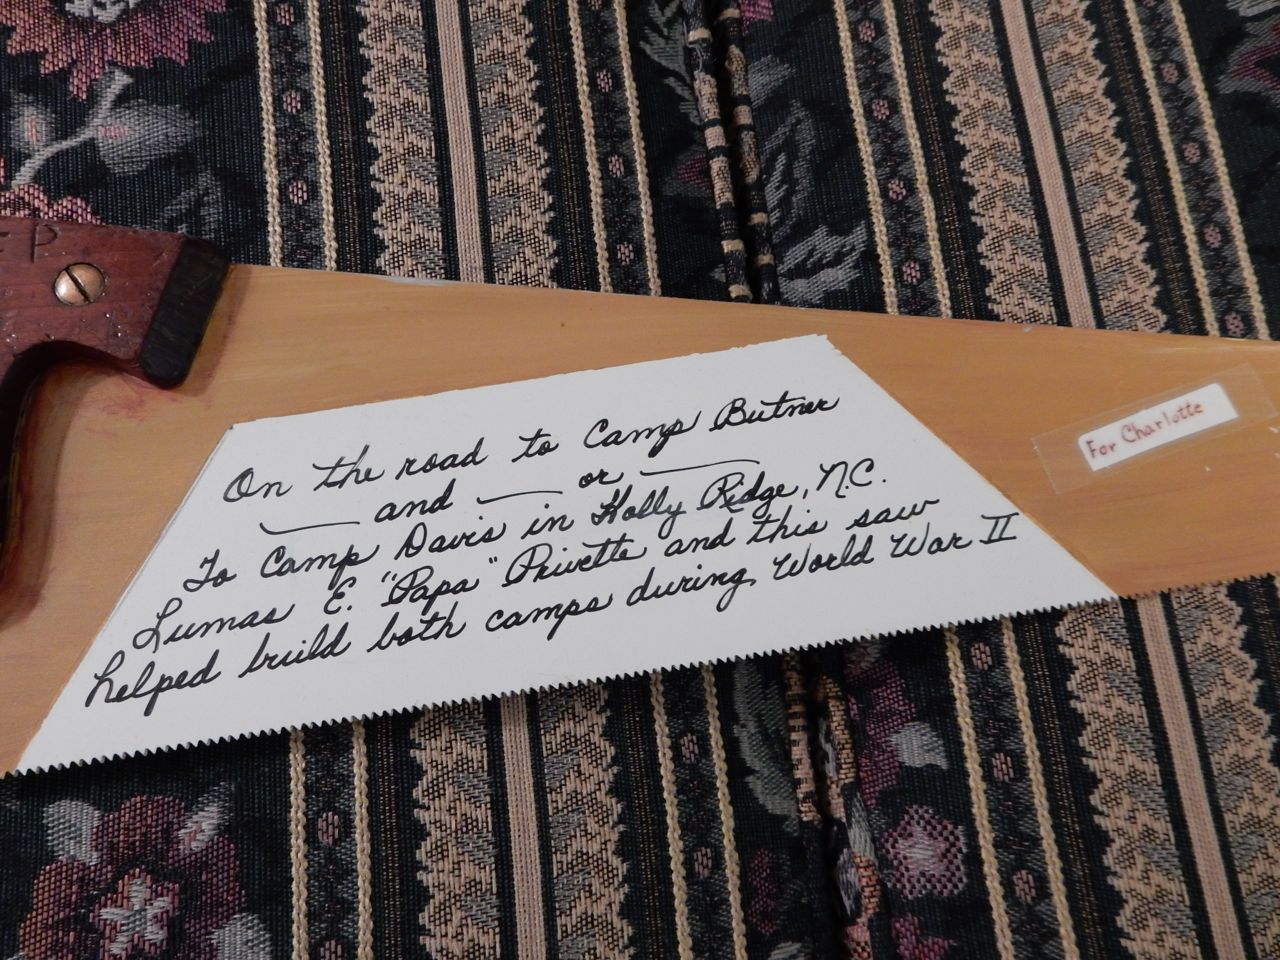 P
On the road to Camp Butner
and or
To Camp Davis in Holly Ridge, N.C.
Lumas E. "Papa" Privette and this saw
helped build both camps during World War II
For Charlotte